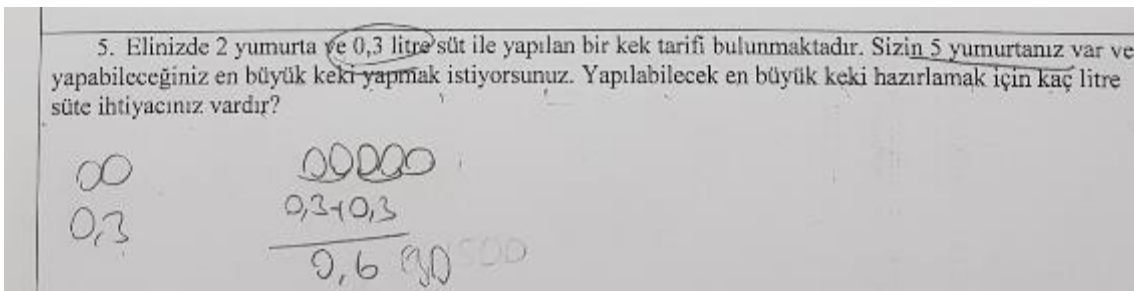 5. Elinizde 2 yumurta ve 0,3 litre süt ile yapılan bir kek tarifi bulunmaktadır. Sizin 5 yumurtanız var ve
yapabileceğiniz en büyük keki yapmak istiyorsunuz. Yapılabilecek en büyük keki hazırlamak için kaç litre
süte ihtiyacınız vardır?
00 00000
0,3 0,3+0,3
0,6